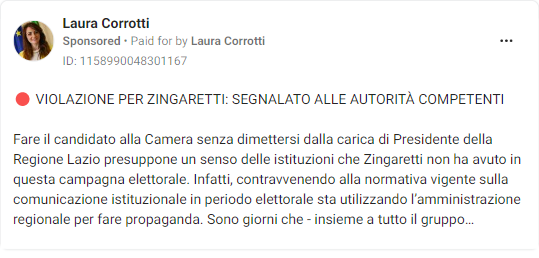 Laura Corrotti
Sponsored • Paid for by Laura Corrotti
ID: 1158990048301167
🔴 VIOLAZIONE PER ZINGARETTI: SEGNALATO ALLE AUTORITÀ COMPETENTI
Fare il candidato alla Camera senza dimettersi dalla carica di Presidente della
Regione Lazio presuppone un senso delle istituzioni che Zingaretti non ha avuto in
questa campagna elettorale. Infatti, contravvenendo alla normativa vigente sulla
comunicazione istituzionale in periodo elettorale sta utilizzando l’amministrazione
regionale per fare propaganda. Sono giorni che - insieme a tutto il gruppo...